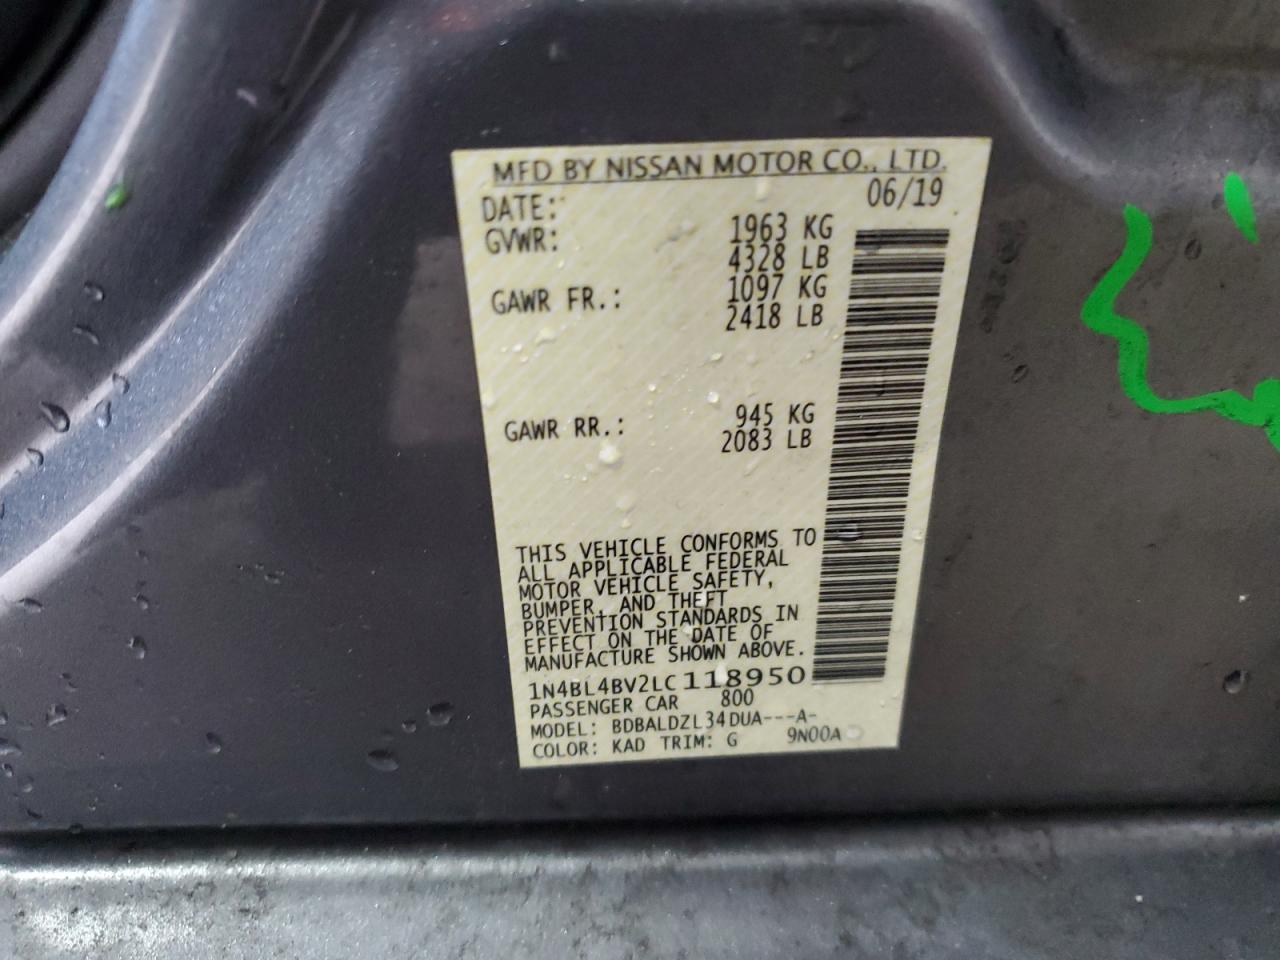 MFD BY NISSAN MOTOR CO., LTD.
DATE: 06/19
GVWR: 1963 KG
4328 LB
GAWR FR.: 1097 KG
2418 LB
GAWR RR.: 945 KG
2083 LB
THIS VEHICLE CONFORMS TO
ALL APPLICABLE FEDERAL
MOTOR VEHICLE SAFETY,
BUMPER, AND THEFT
PREVENTION STANDARDS IN
EFFECT ON THE DATE OF
MANUFACTURE SHOWN ABOVE.
1N4BL4BV2LC118950
PASSENGER CAR 800
MODEL: BDBALDZL34DUA---A-
COLOR: KAD TRIM: G 9N00A